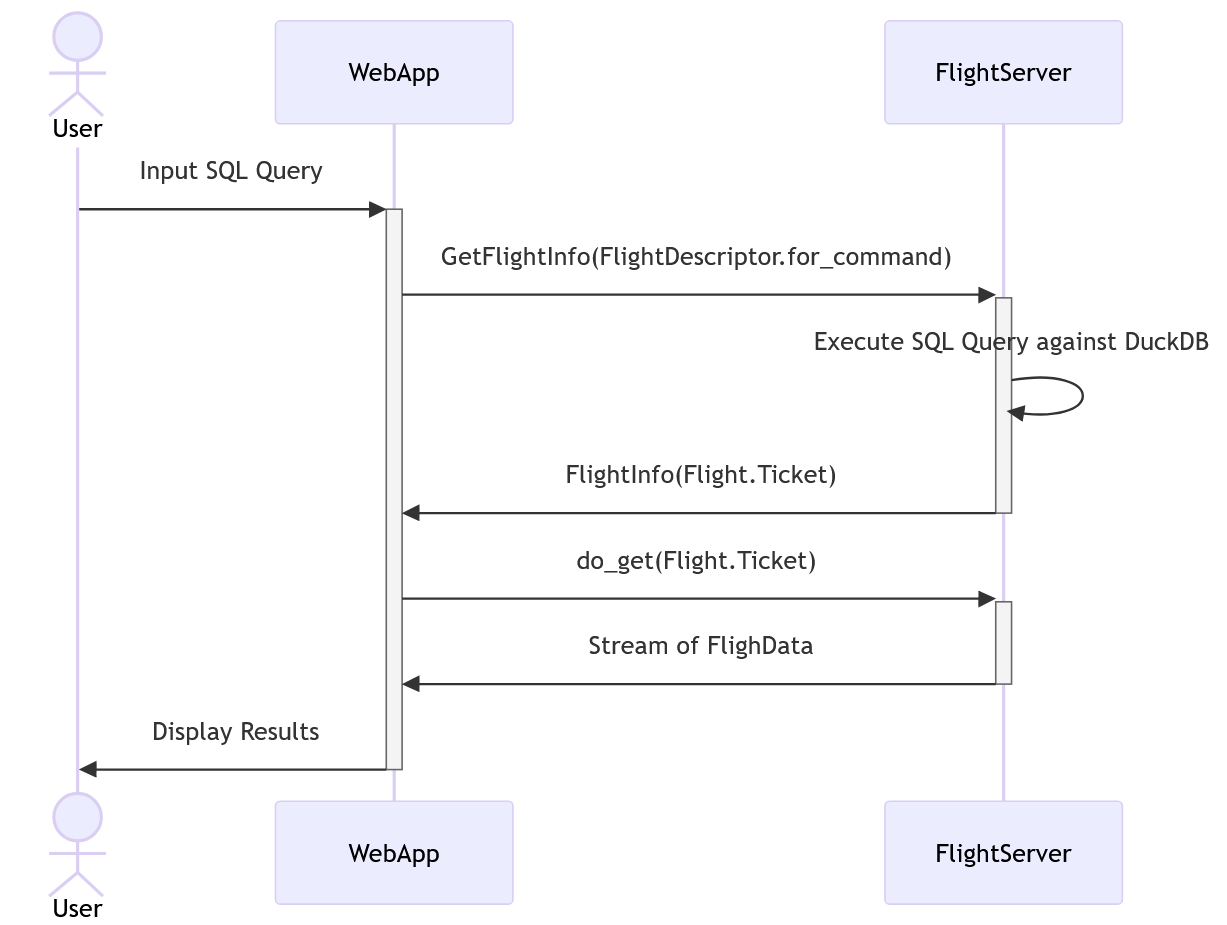 User
WebApp
FlightServer
Input SQL Query
GetFlightInfo(FlightDescriptor.for_command)
Execute SQL Query against DuckDB
FlightInfo(Flight.Ticket)
do_get(Flight.Ticket)
Stream of FlighData
Display Results
User
WebApp
FlightServer